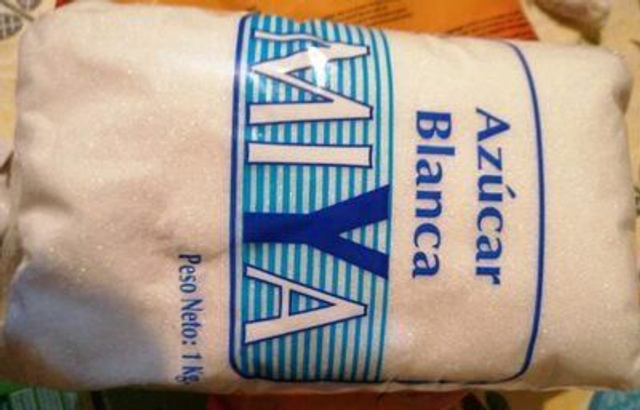 Azúcar
Blanca
MIYA
Peso Neto: 1 Kg.